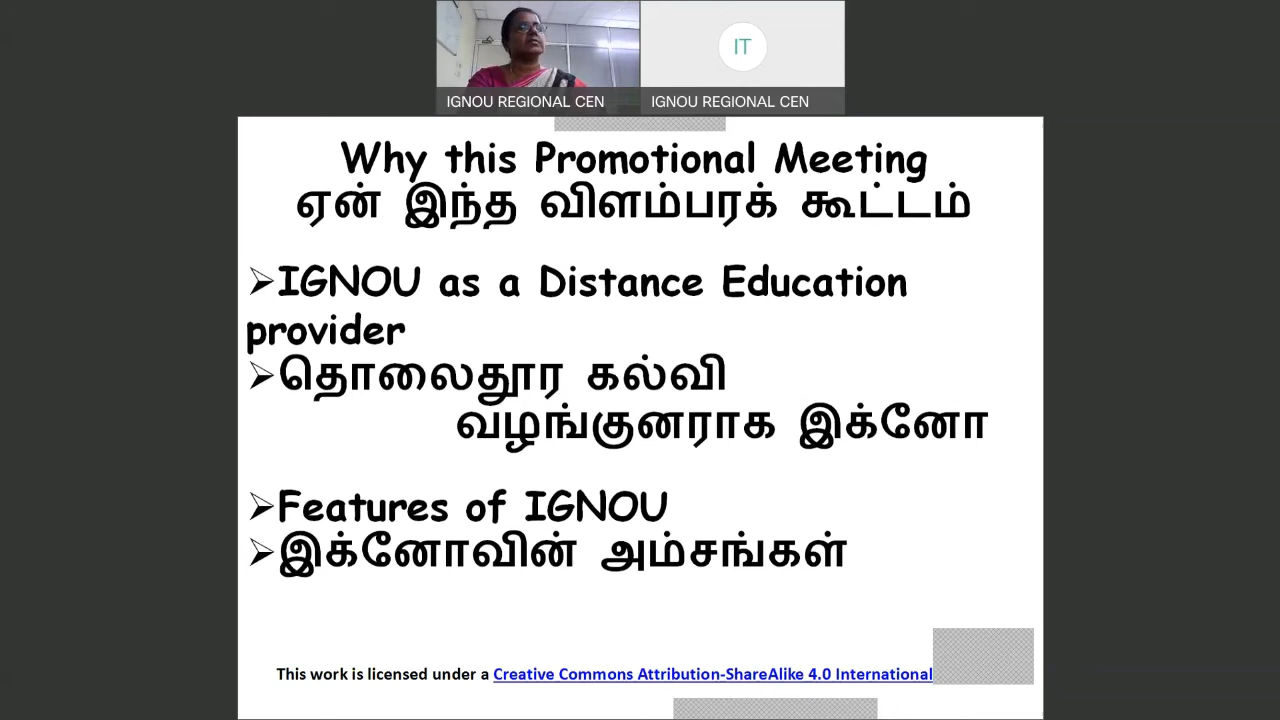 IT
IGNOU REGIONAL CEN
IGNOU REGIONAL CEN
Why this Promotional Meeting
ஏன் இந்த விளம்பரக் கூட்டம்
➢IGNOU as a Distance Education
provider
➢தொலைதூர கல்வி
வழங்குனராக இக்னோ
➢Features of IGNOU
➢இக்னோவின் அம்சங்கள்
This work is licensed under a Creative Commons Attribution-ShareAlike 4.0 International